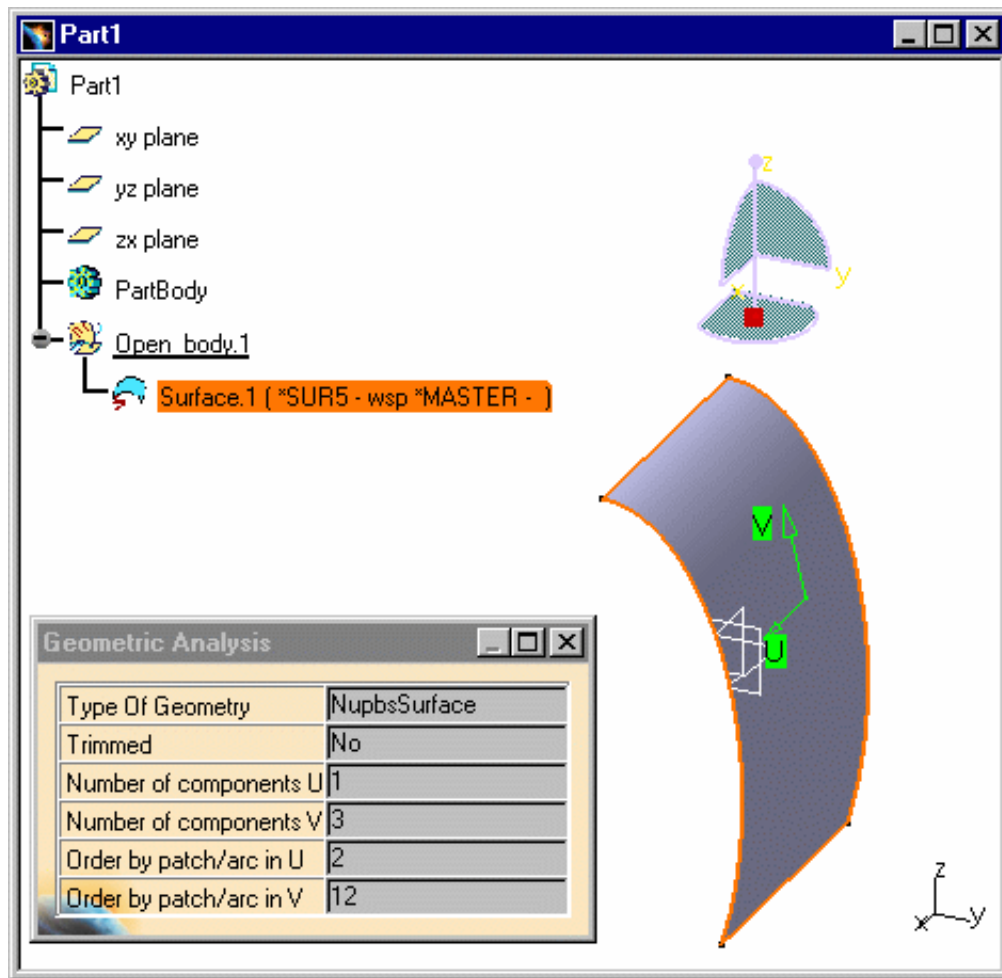 Part1
Part1
xy plane
yz plane
zx plane
PartBody
Open_body.1
Surface.1 ( *SUR5 - wsp *MASTER -  )
z
y
x
V
U
Geometric Analysis
Type Of Geometry NupbsSurface
Trimmed No
Number of components U 1
Number of components V 3
Order by patch/arc in U 2
Order by patch/arc in V 12
z
x y